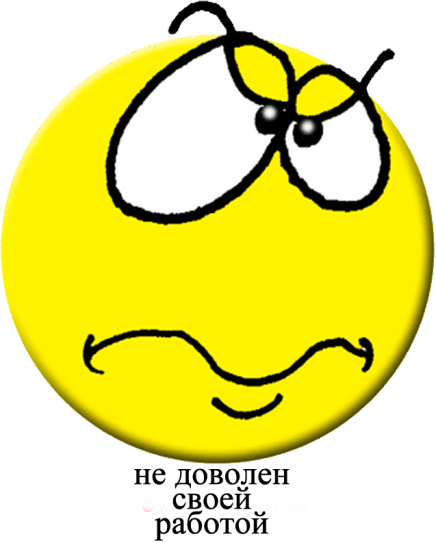 не доволен
своей
работой